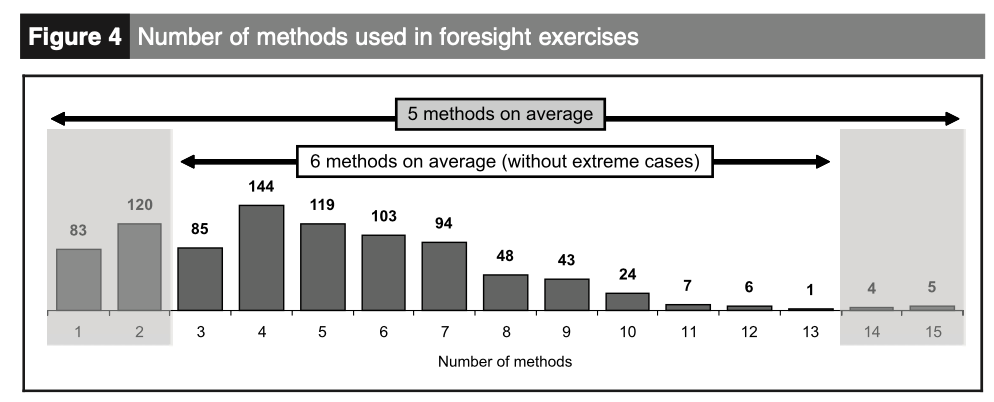 Figure 4 Number of methods used in foresight exercises
5 methods on average
6 methods on average (without extreme cases)
83 120 85 144 119 103 94 48 43 24 7 6 1 4 5
1 2 3 4 5 6 7 8 9 10 11 12 13 14 15
Number of methods